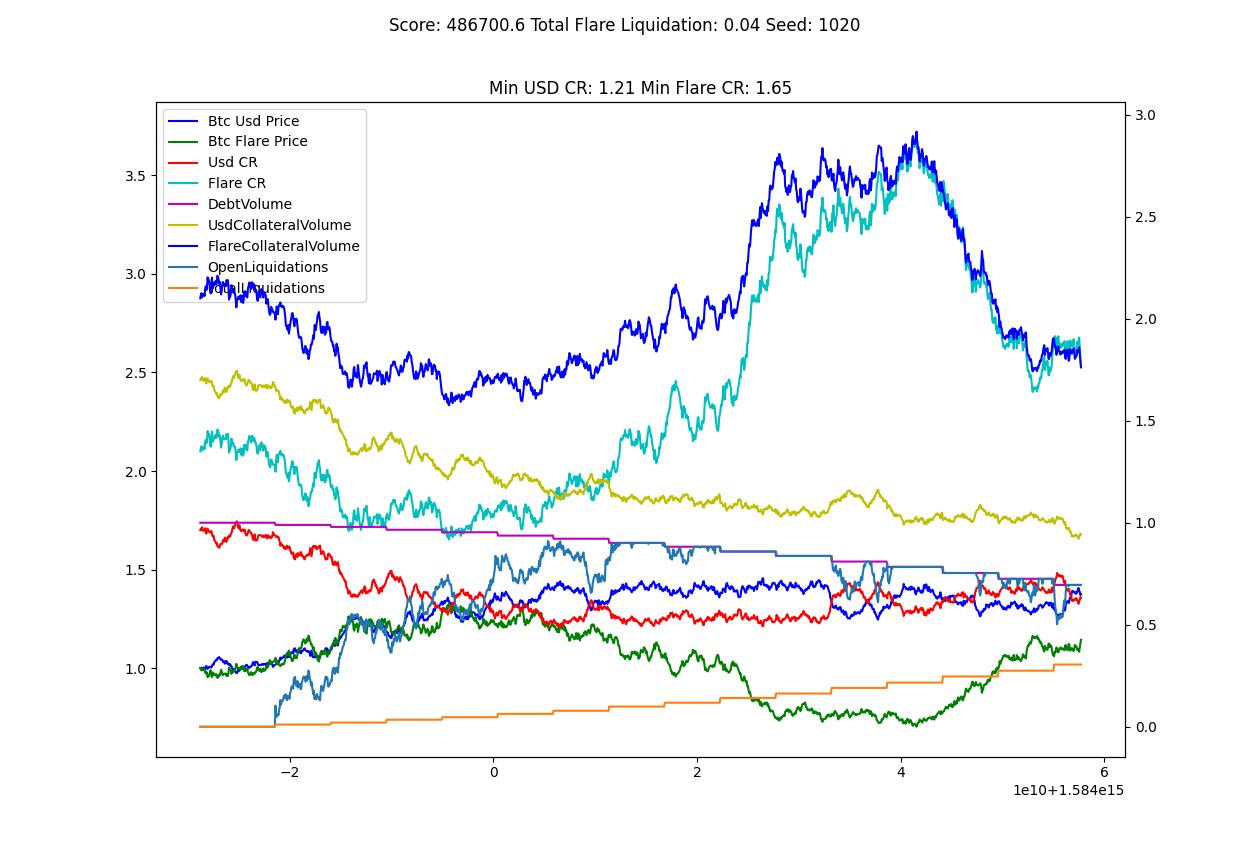 Score: 486700.6 Total Flare Liquidation: 0.04 Seed: 1020
Min USD CR: 1.21 Min Flare CR: 1.65
Btc Usd Price
Btc Flare Price
Usd CR
Flare CR
DebtVolume
UsdCollateralVolume
FlareCollateralVolume
OpenLiquidations
TotalLiquidations
3.5
3.0
2.5
2.0
1.5
1.0
3.0
2.5
2.0
1.5
1.0
0.5
0.0
−2
0
2
4
6
1e10+1.584e15